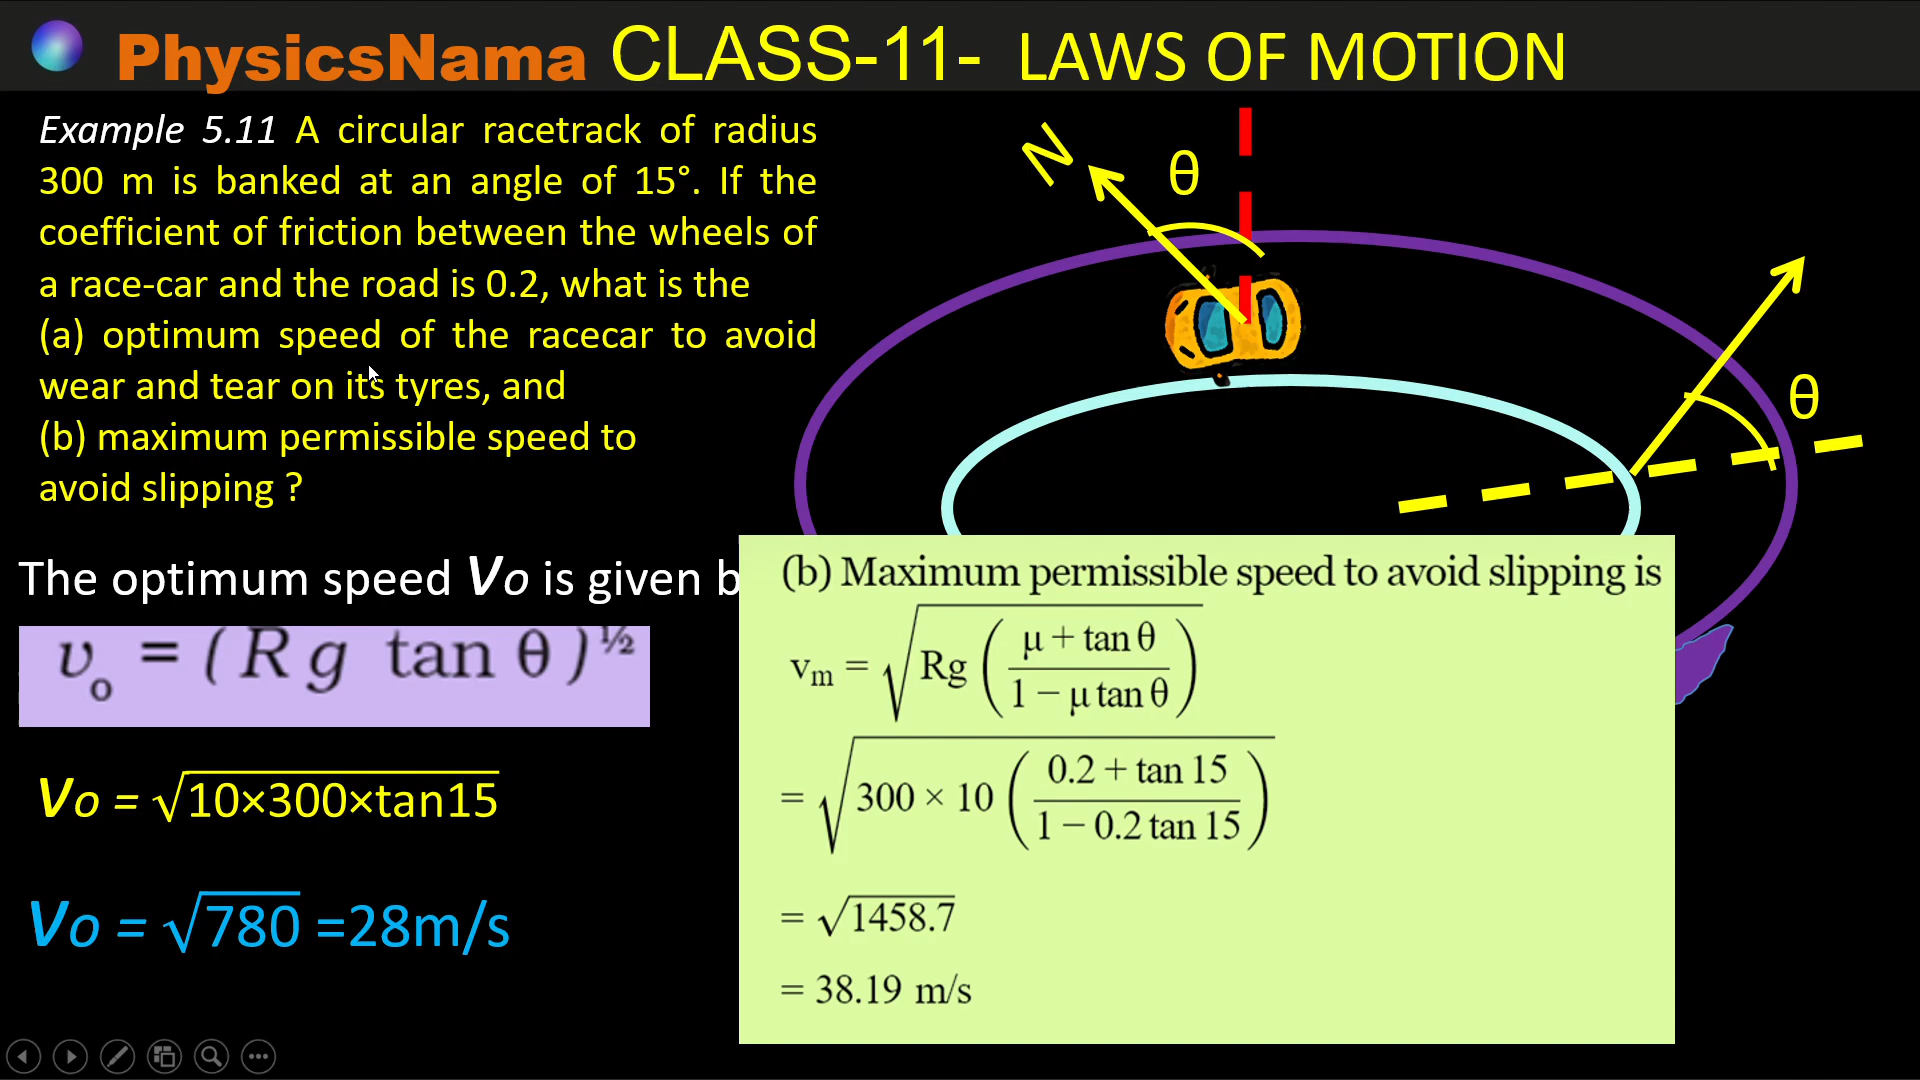 PhysicsNama CLASS-11- LAWS OF MOTION
Example 5.11 A circular racetrack of radius
300 m is banked at an angle of 15°. If the
coefficient of friction between the wheels of
a race-car and the road is 0.2, what is the
(a) optimum speed of the racecar to avoid
wear and tear on its tyres, and
(b) maximum permissible speed to
avoid slipping ?
N
θ
θ
The optimum speed Vo is given b
v₀ = ( R g tan θ )^½
Vo = √10×300×tan15
Vo = √780 =28m/s
(b) Maximum permissible speed to avoid slipping is
vₘ = √Rg ( (μ + tan θ) / (1 − μ tan θ) )
= √300 × 10 ( (0.2 + tan 15) / (1 − 0.2 tan 15) )
= √1458.7
= 38.19 m/s